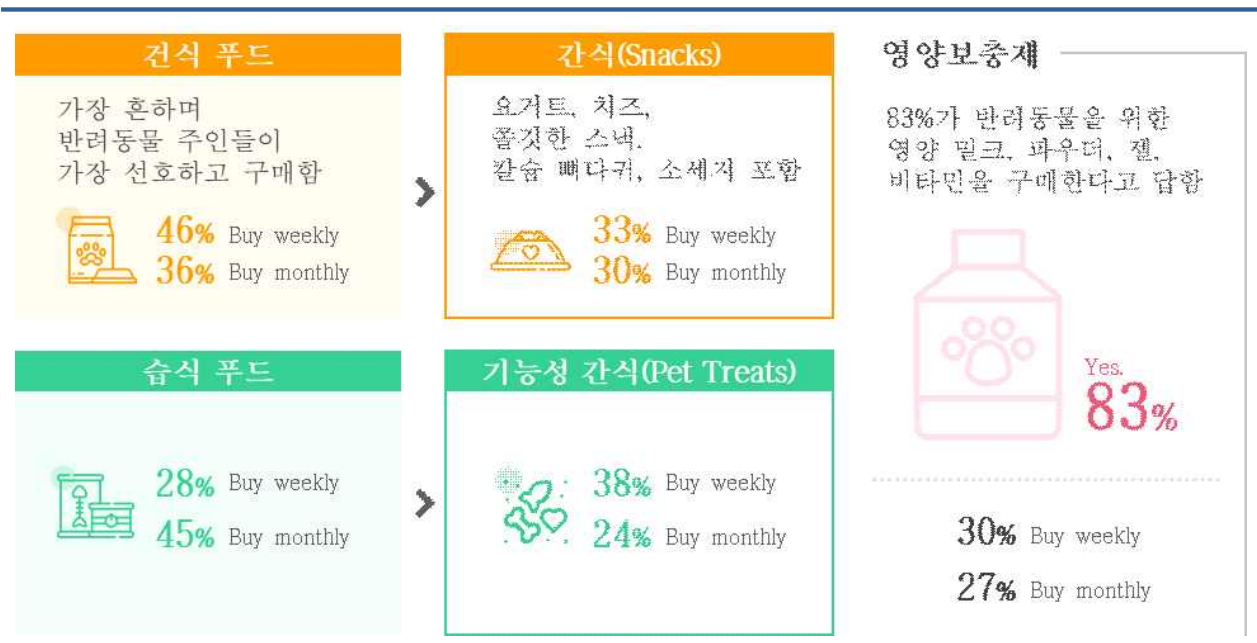 건식 푸드
가장 흔하며
반려동물 주인들이
가장 선호하고 구매함
46% Buy weekly
36% Buy monthly
간식(Snacks)
요거트, 치즈,
쫄깃한 스낵,
칼슘 뼈다귀, 소세지 포함
33% Buy weekly
30% Buy monthly
습식 푸드
28% Buy weekly
45% Buy monthly
기능성 간식(Pet Treats)
38% Buy weekly
24% Buy monthly
영양보충제
83%가 반려동물을 위한
영양 밀크, 파우더, 젤,
비타민을 구매한다고 답함
Yes.
83%
30% Buy weekly
27% Buy monthly